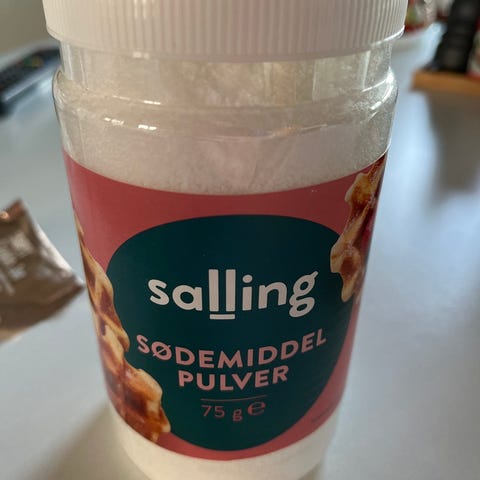 salling
SØDEMIDDEL
PULVER
75 g ℮